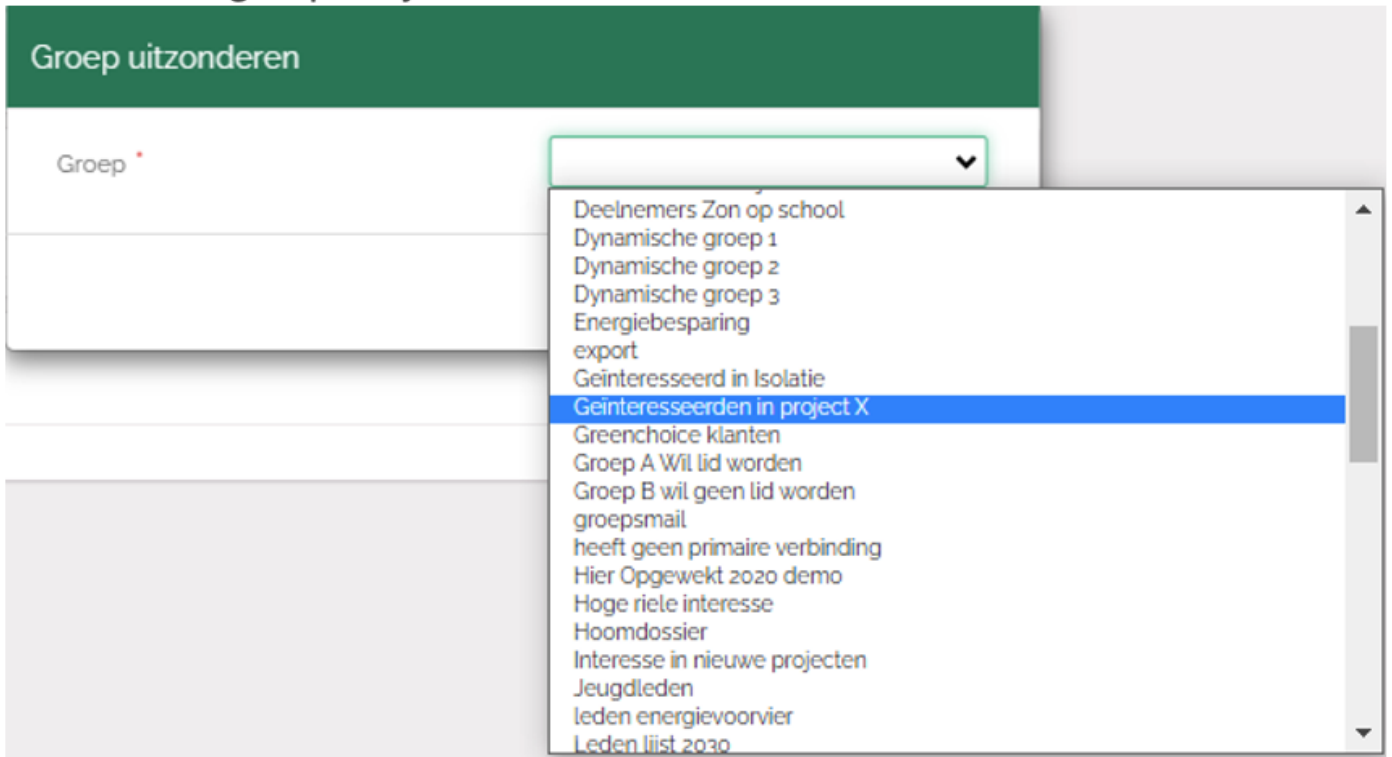 Groep uitzonderen
Groep *
Deelnemers Zon op school
Dynamische groep 1
Dynamische groep 2
Dynamische groep 3
Energiebesparing
export
Geïnteresseerd in Isolatie
Geïnteresseerden in project X
Greenchoice klanten
Groep A Wil lid worden
Groep B wil geen lid worden
groepsmail
heeft geen primaire verbinding
Hier Opgewekt 2020 demo
Hoge riele interesse
Hoomdossier
Interesse in nieuwe projecten
Jeugdleden
leden energievoorvier
Leden lijst 2030